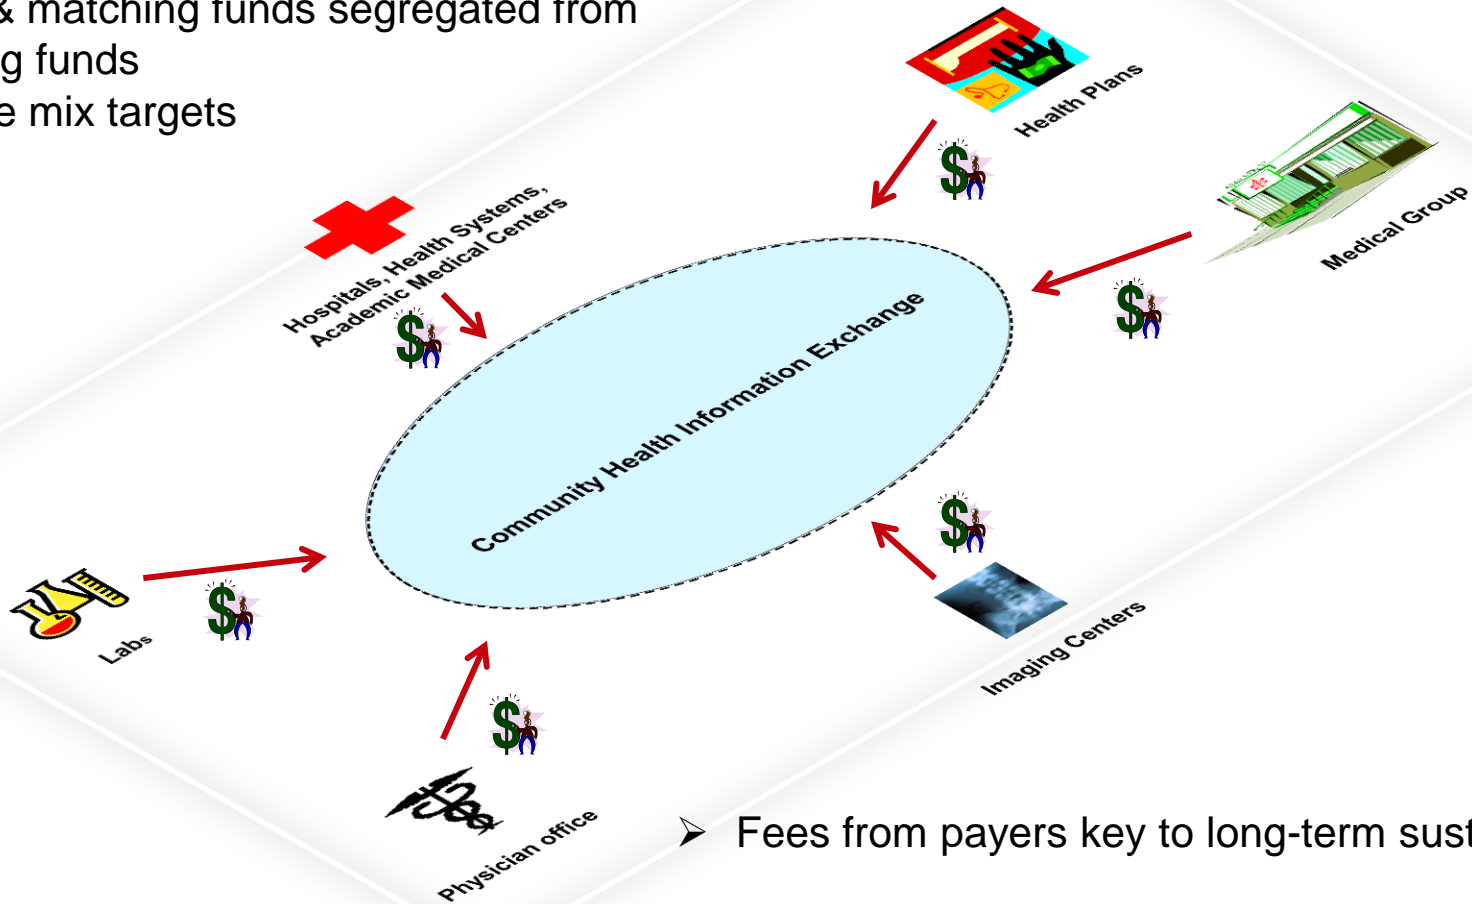 & matching funds segregated from
g funds
e mix targets
Health Plans
Medical Group
Hospitals, Health Systems,
Academic Medical Centers
Community Health Information Exchange
Labs
Imaging Centers
Physician office
➢ Fees from payers key to long-term sust